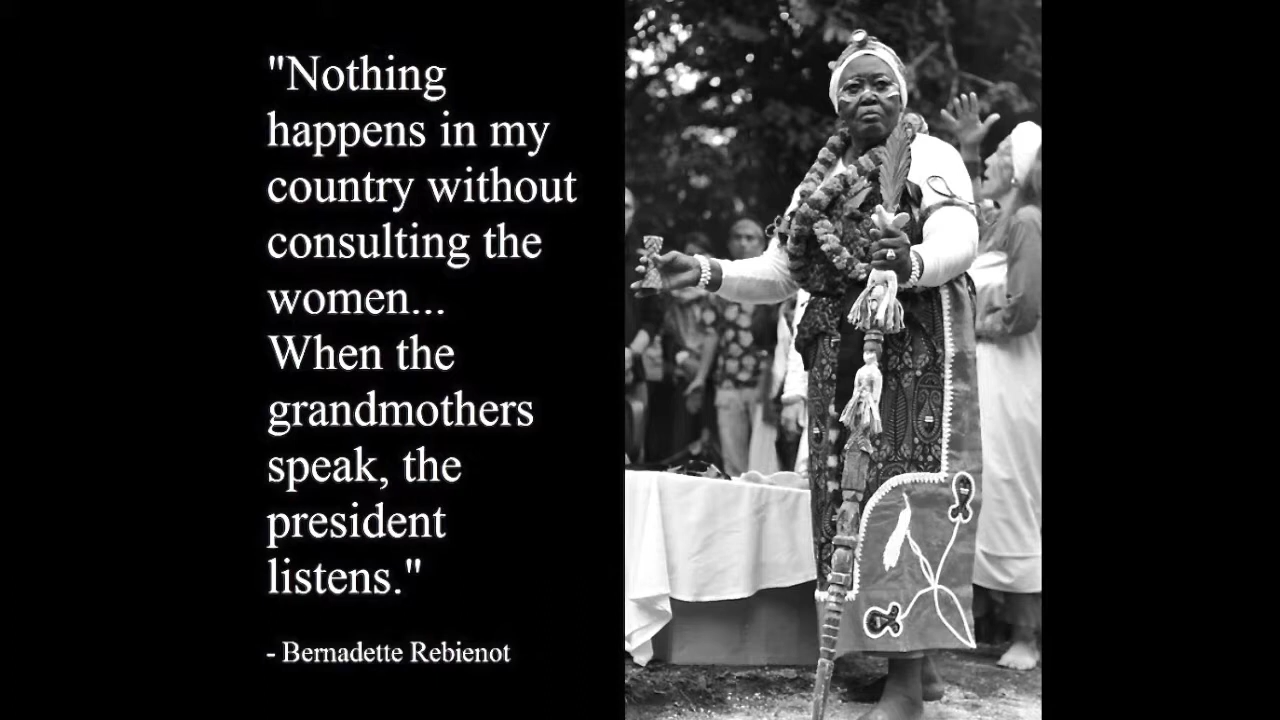 "Nothing
happens in my
country without
consulting the
women...
When the
grandmothers
speak, the
president
listens."
- Bernadette Rebienot